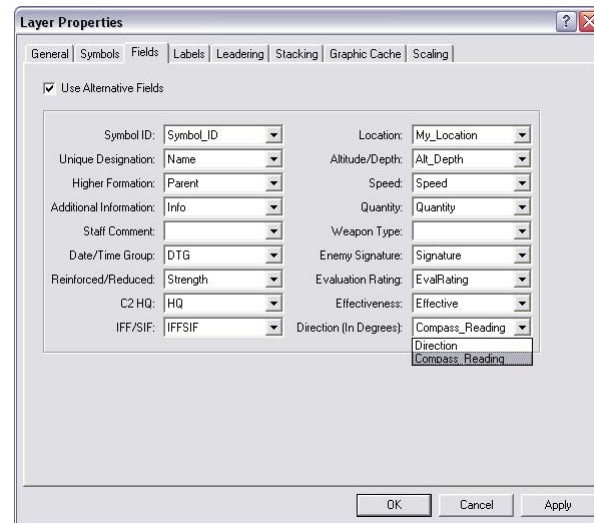 Layer Properties
General Symbols Fields Labels Leadering Stacking Graphic Cache Scaling
Use Alternative Fields
Symbol ID: Symbol_ID Location: My_Location
Unique Designation: Name Altitude/Depth: Alt_Depth
Higher Formation: Parent Speed: Speed
Additional Information: Info Quantity: Quantity
Staff Comment: Weapon Type:
Date/Time Group: DTG Enemy Signature: Signature
Reinforced/Reduced: Strength Evaluation Rating: EvalRating
C2 HQ: HQ Effectiveness: Effective
IFF/SIF: IFFSIF Direction (In Degrees): Compass_Reading
Direction
Compass_Reading
OK Cancel Apply